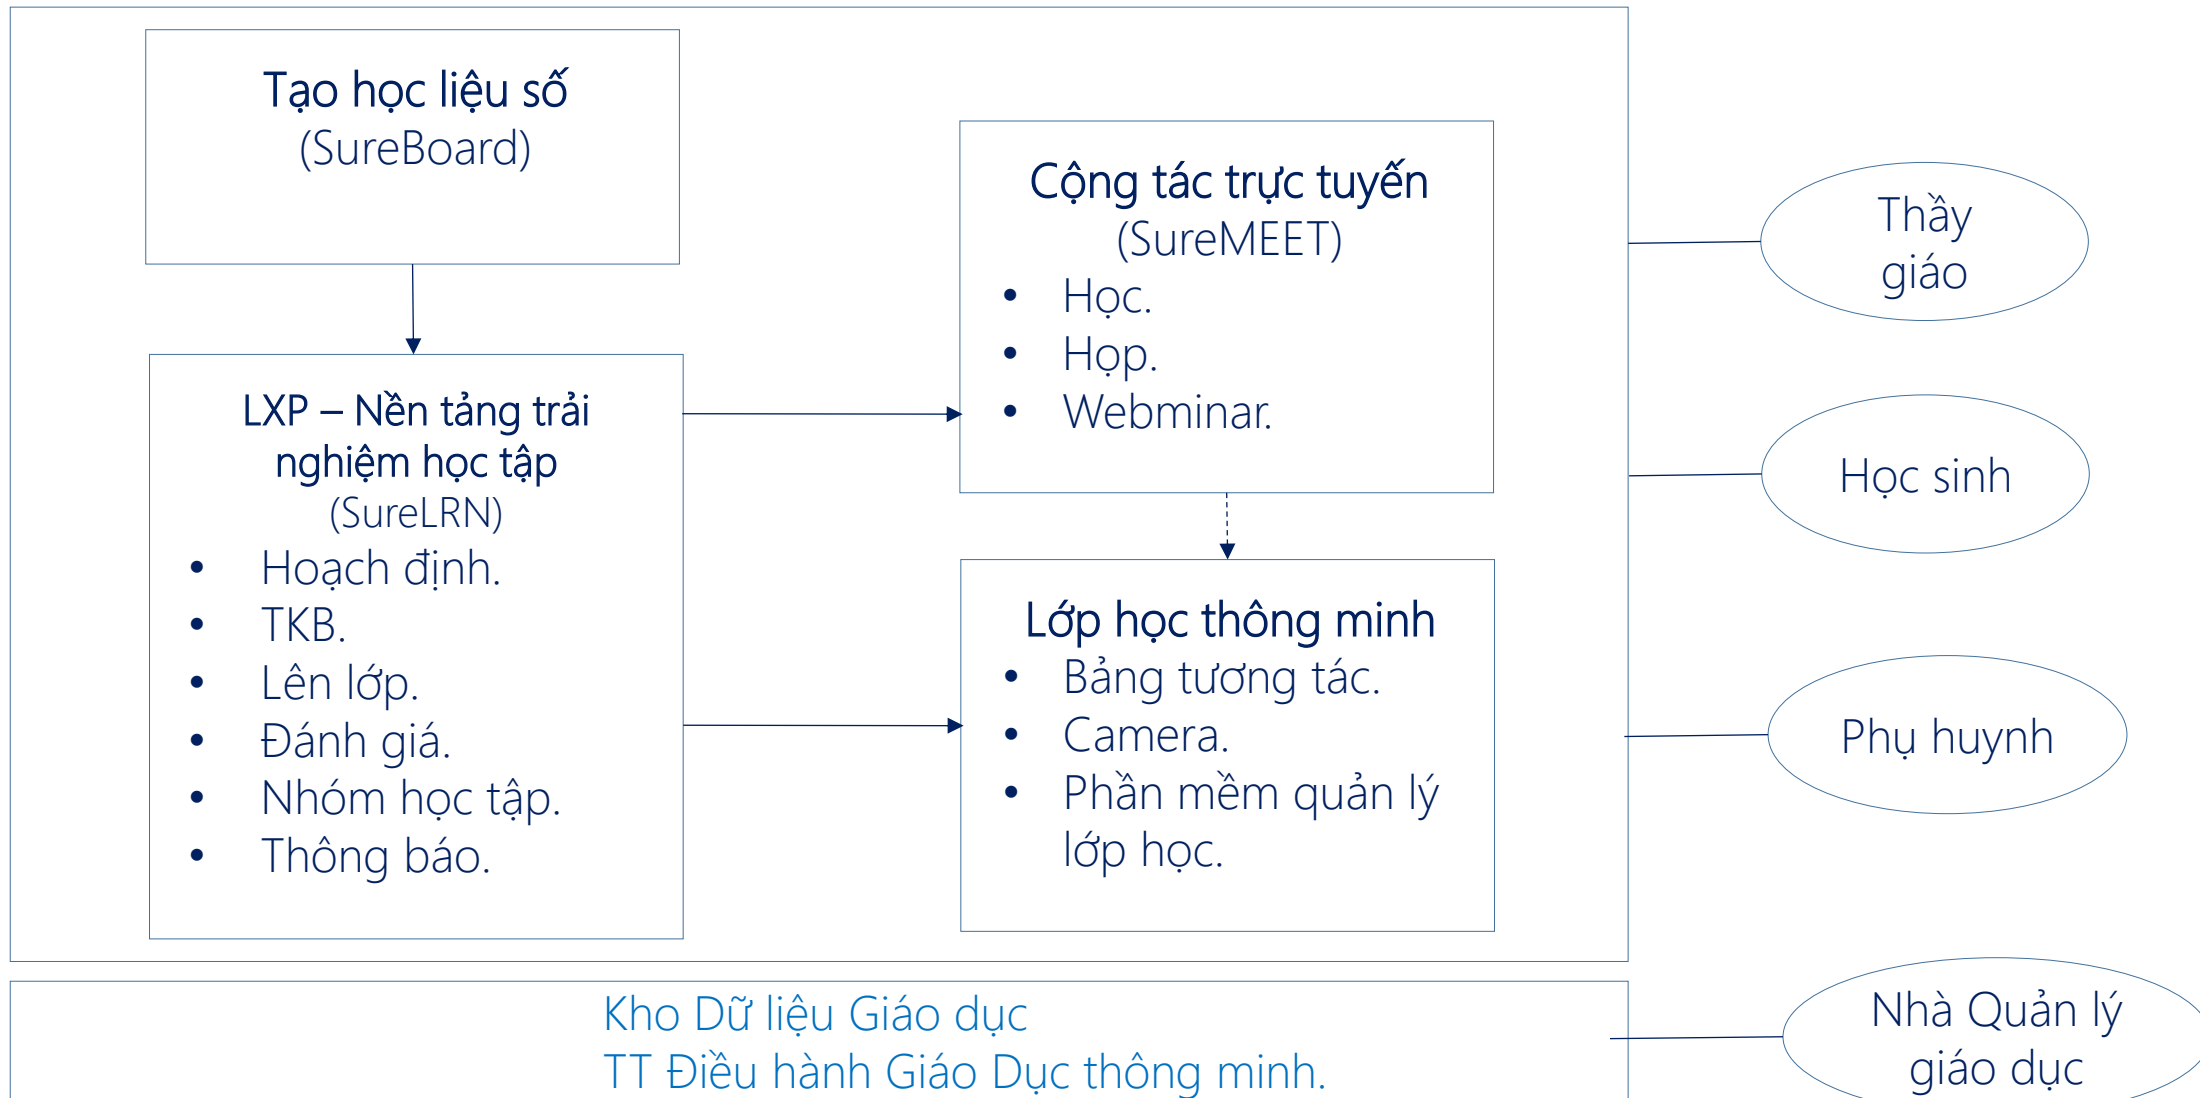 Tạo học liệu số
(SureBoard)
LXP – Nền tảng trải
nghiệm học tập
(SureLRN)
• Hoạch định.
• TKB.
• Lên lớp.
• Đánh giá.
• Nhóm học tập.
• Thông báo.
Cộng tác trực tuyến
(SureMEET)
• Học.
• Họp.
• Webminar.
Lớp học thông minh
• Bảng tương tác.
• Camera.
• Phần mềm quản lý
lớp học.
Thầy
giáo
Học sinh
Phụ huynh
Nhà Quản lý
giáo dục
Kho Dữ liệu Giáo dục
TT Điều hành Giáo Dục thông minh.